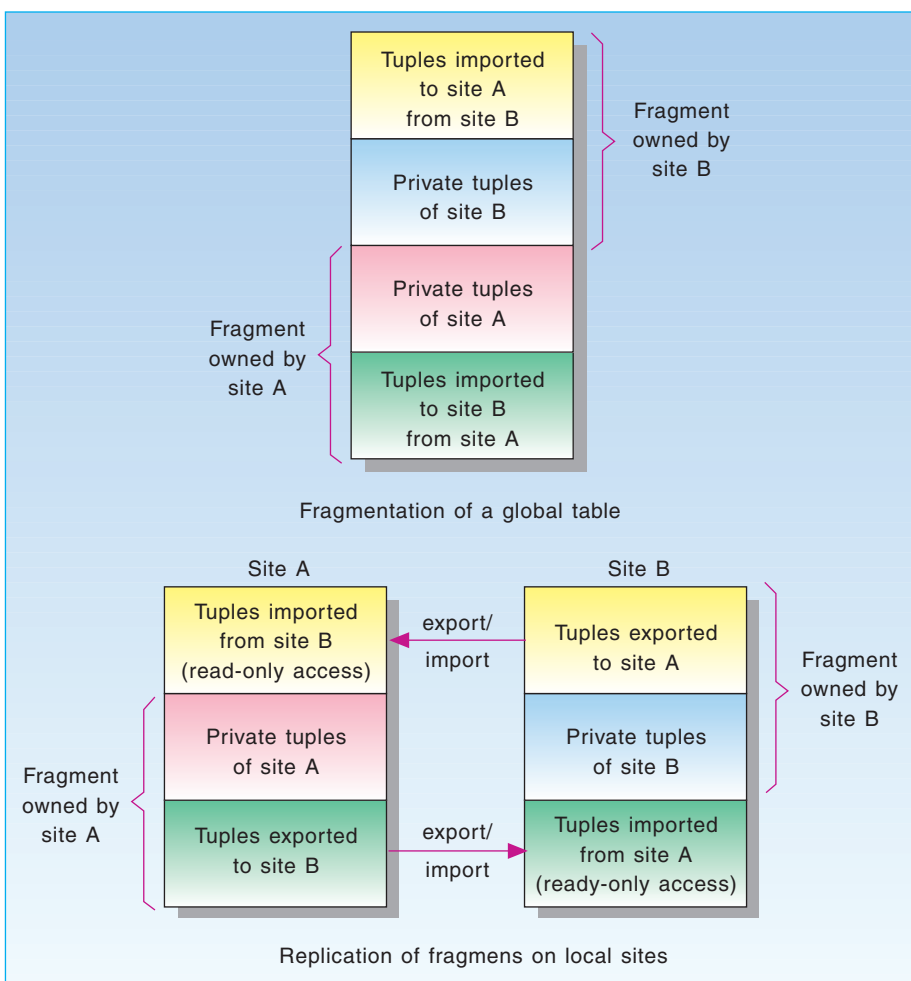 Tuples imported
to site A
from site B
Fragment
owned by
site B
Private tuples
of site B
Private tuples
of site A
Fragment
owned by
site A
Tuples imported
to site B
from site A
Fragmentation of a global table
Site A
Site B
Tuples imported
from site B
(read-only access)
export/
import
Tuples exported
to site A
Fragment
owned by
site B
Private tuples
of site A
Private tuples
of site B
Fragment
owned by
site A
Tuples exported
to site B
export/
import
Tuples imported
from site A
(ready-only access)
Replication of fragmens on local sites